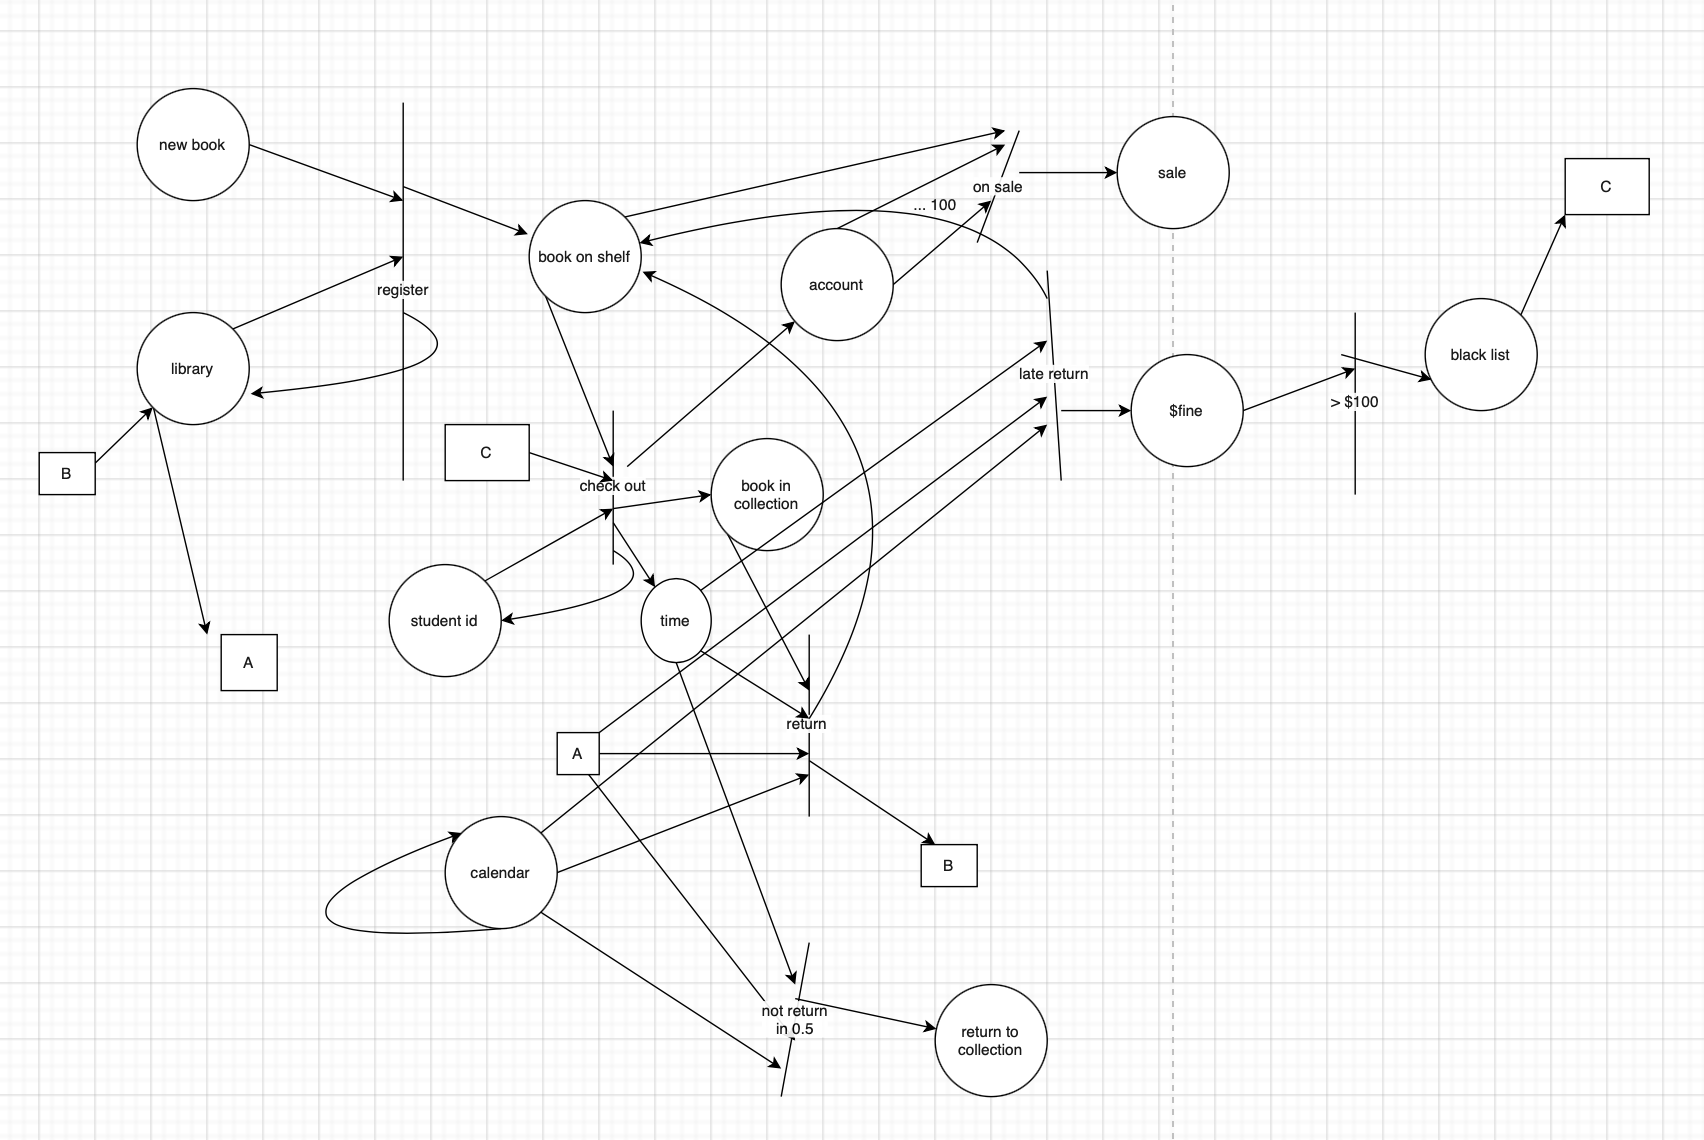 new book
on sale
sale
C
... 100
book on shelf
account
register
library
late return
$fine
black list
> $100
C
check out
book in
collection
B
student id
time
A
return
A
B
calendar
not return
in 0.5
return to
collection